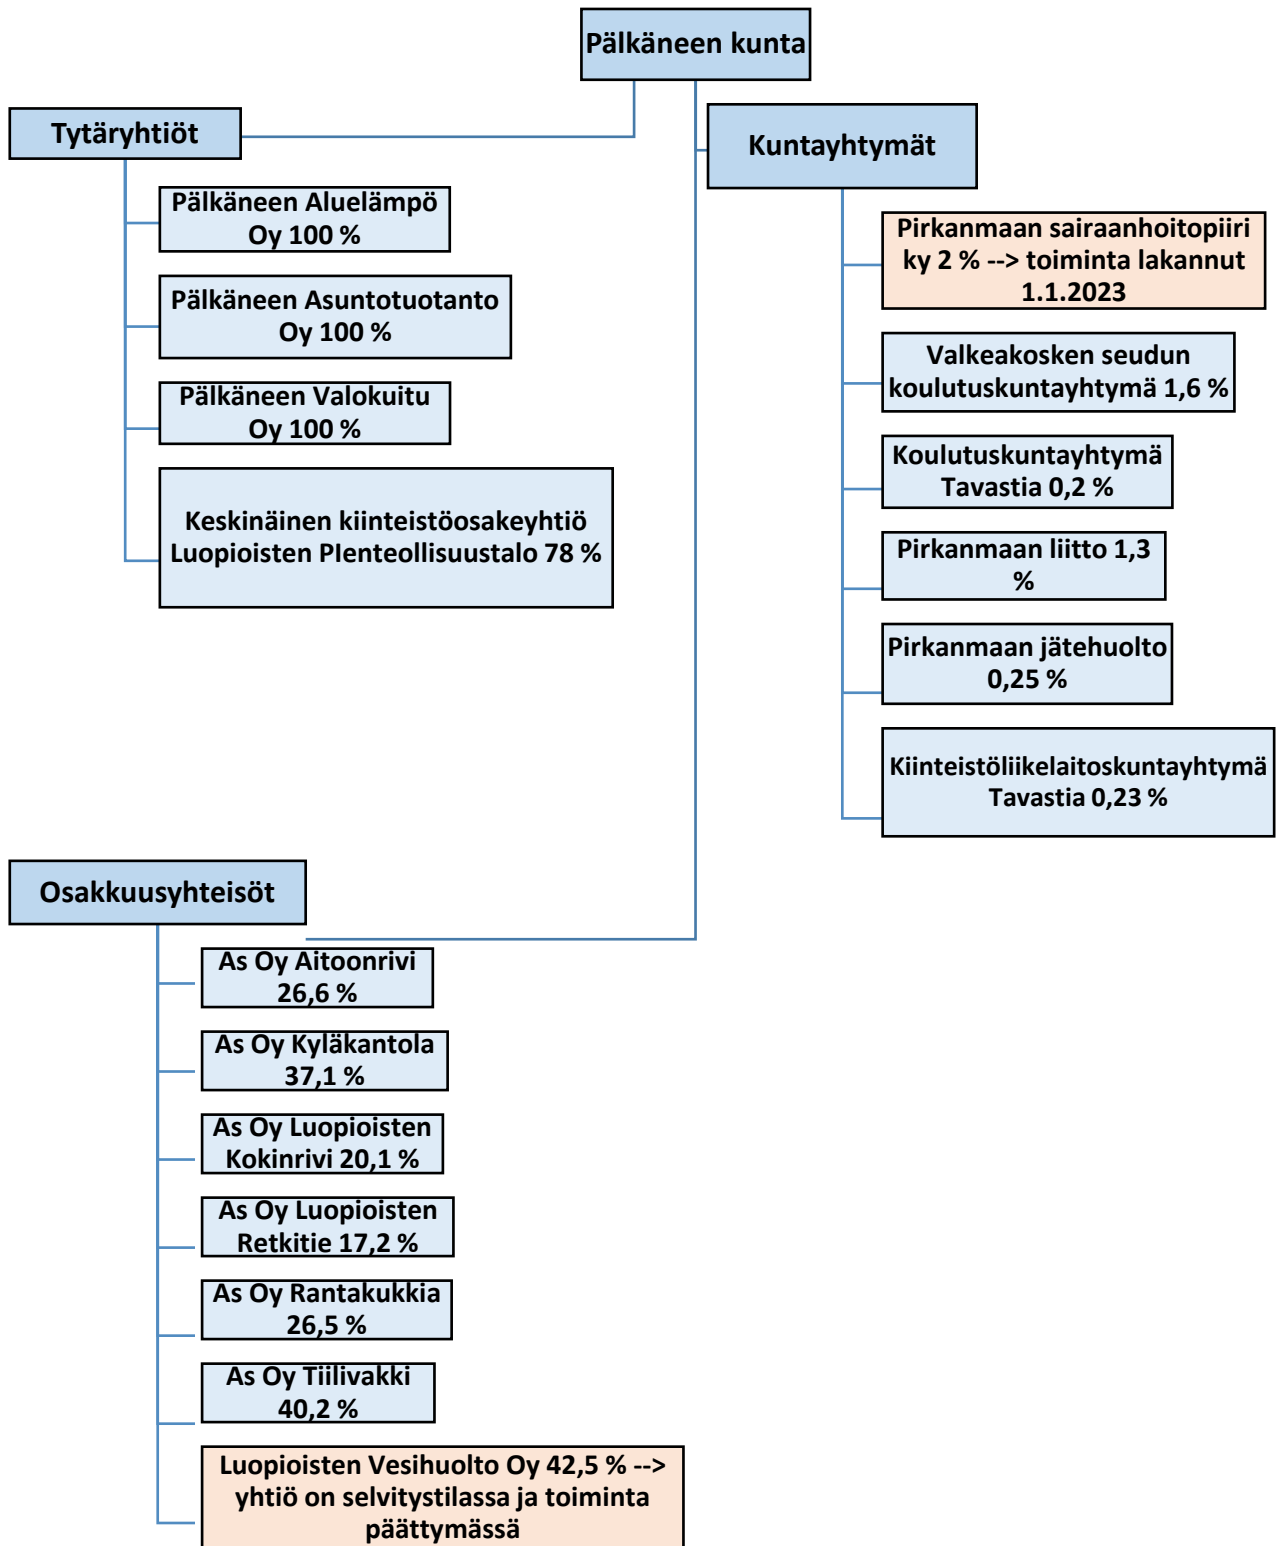 Pälkäneen kunta
Tytäryhtiöt
Pälkäneen Aluelämpö
Oy 100 %
Pälkäneen Asuntotuotanto
Oy 100 %
Pälkäneen Valokuitu
Oy 100 %
Keskinäinen kiinteistöosakeyhtiö
Luopioisten PIenteollisuustalo 78 %
Kuntayhtymät
Pirkanmaan sairaanhoitopiiri
ky 2 % --> toiminta lakannut
1.1.2023
Valkeakosken seudun
koulutuskuntayhtymä 1,6 %
Koulutuskuntayhtymä
Tavastia 0,2 %
Pirkanmaan liitto 1,3
%
Pirkanmaan jätehuolto
0,25 %
Kiinteistöliikelaitoskuntayhtymä
Tavastia 0,23 %
Osakkuusyhteisöt
As Oy Aitoonrivi
26,6 %
As Oy Kyläkantola
37,1 %
As Oy Luopioisten
Kokinrivi 20,1 %
As Oy Luopioisten
Retkitie 17,2 %
As Oy Rantakukkia
26,5 %
As Oy Tiilivakki
40,2 %
Luopioisten Vesihuolto Oy 42,5 % -->
yhtiö on selvitystilassa ja toiminta
päättymässä